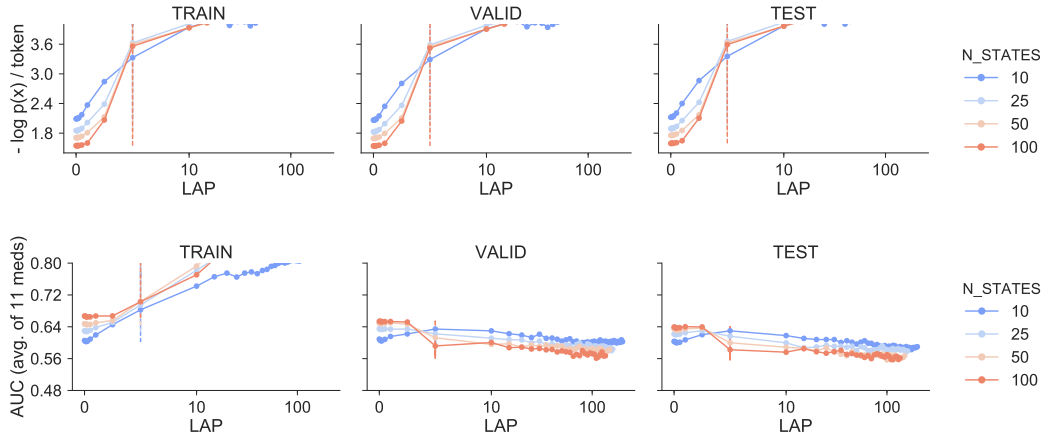 TRAIN VALID TEST
- log p(x) / token
3.6
3.0
2.4
1.8
0 10 100 0 10 100 0 10 100
LAP LAP LAP
N_STATES
10
25
50
100
TRAIN VALID TEST
AUC (avg. of 11 meds)
0.80
0.72
0.64
0.56
0.48
0 10 100 0 10 100 0 10 100
LAP LAP LAP
N_STATES
10
25
50
100